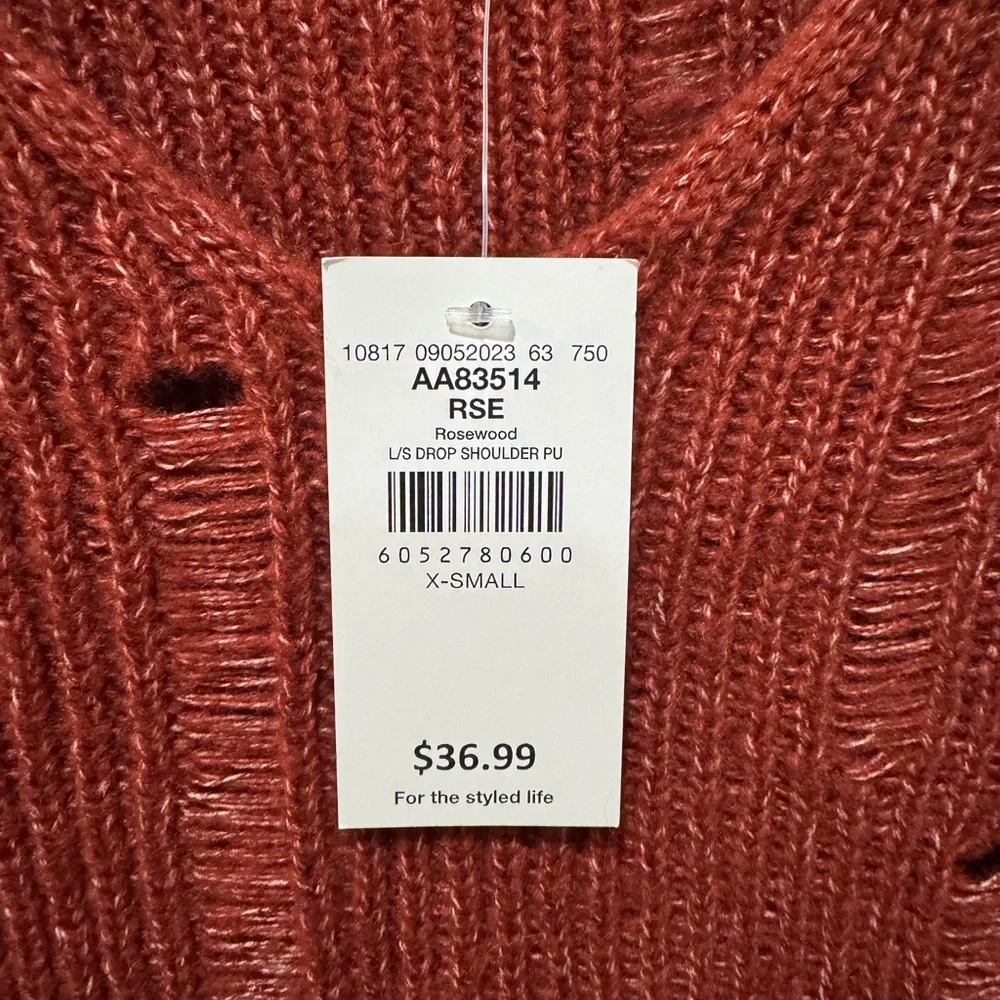 10817 09052023 63 750
AA83514
RSE
Rosewood
L/S DROP SHOULDER PU
6052780600
X-SMALL
$36.99
For the styled life